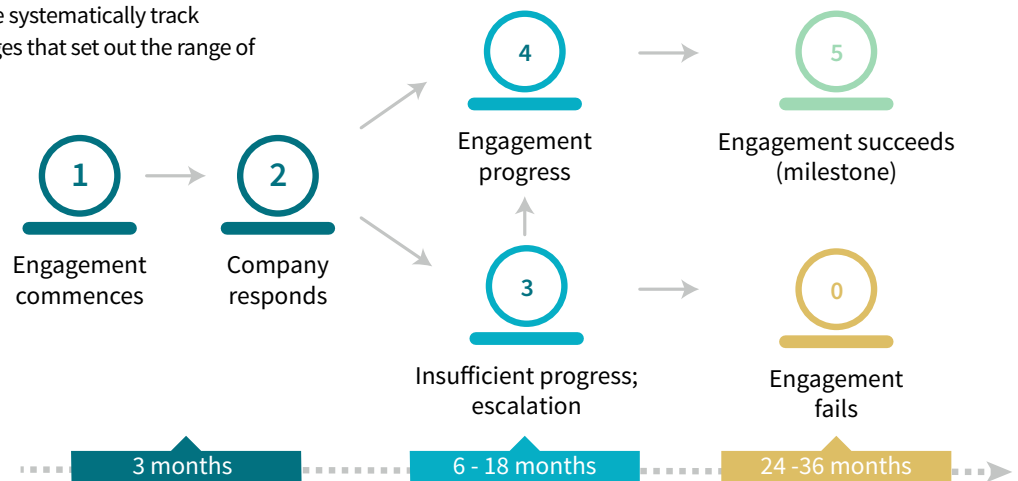 systematically track
that set out the range of
1
Engagement
commences
2
Company
responds
4
Engagement
progress
5
Engagement succeeds
(milestone)
3
Insufficient progress;
escalation
0
Engagement
fails
3 months
6 - 18 months
24 -36 months